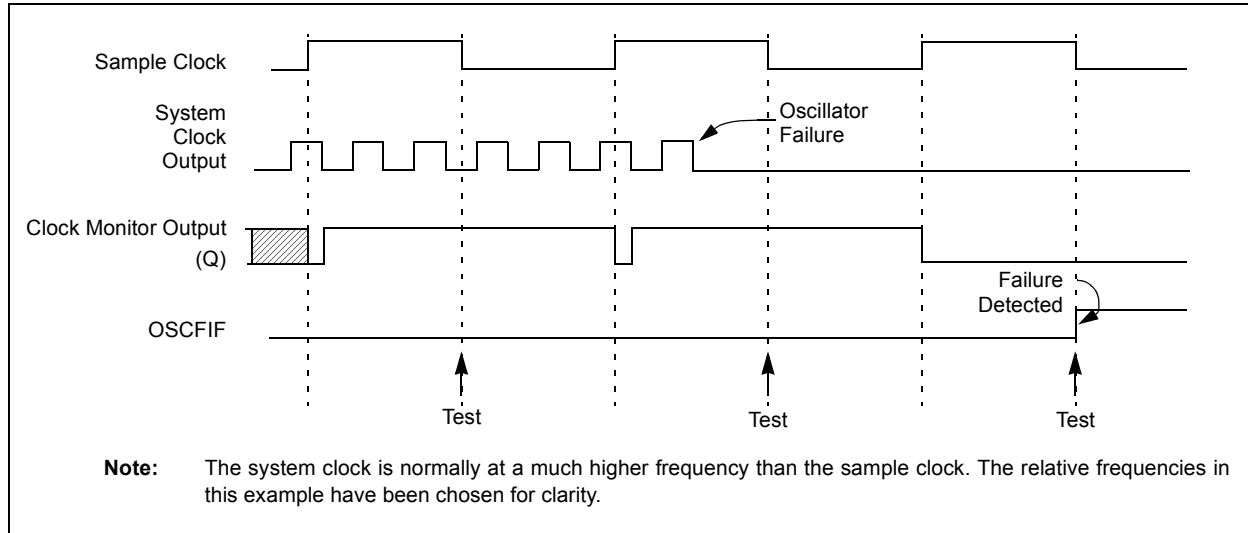 Sample Clock
System
Clock
Output
Oscillator
Failure
Clock Monitor Output
(Q)
Failure
Detected
OSCFIF
Test
Test
Test
Note: The system clock is normally at a much higher frequency than the sample clock. The relative frequencies in
this example have been chosen for clarity.